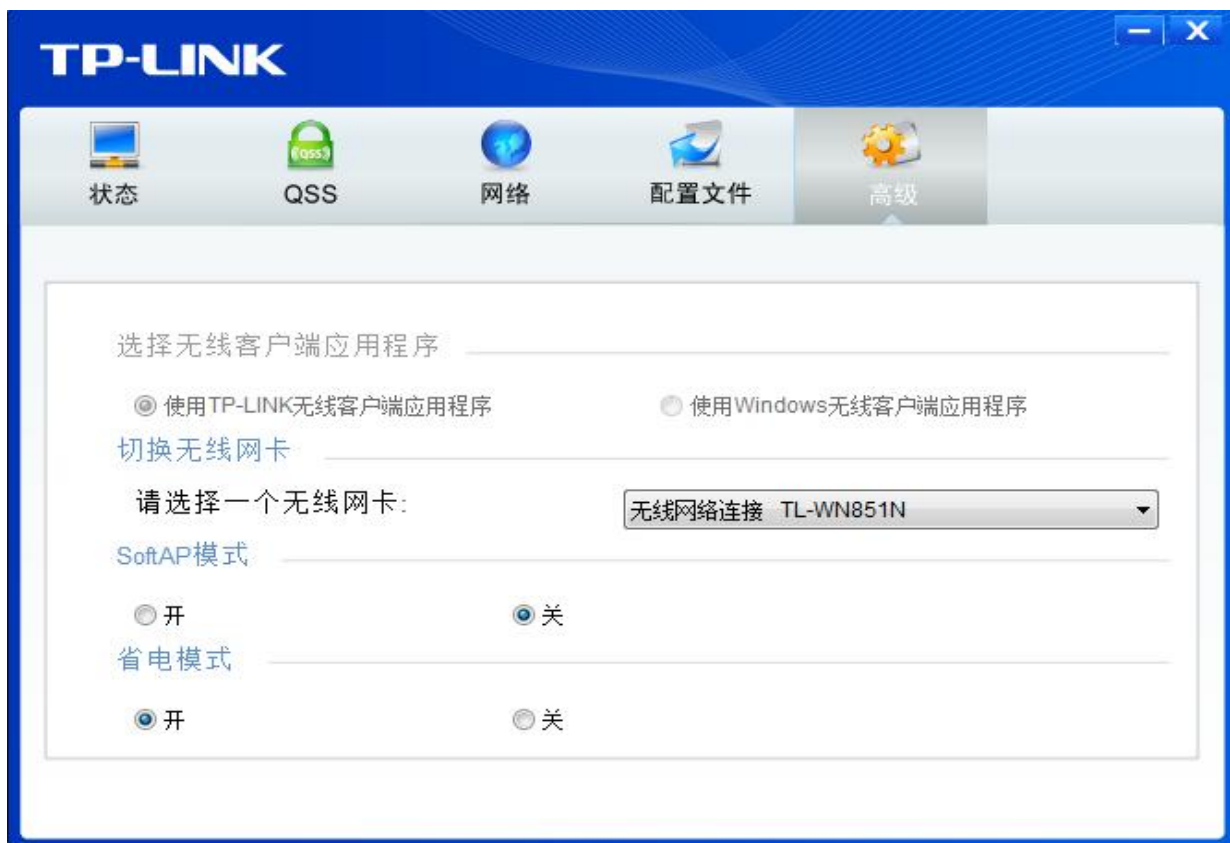 TP-LINK
状态 QSS 网络 配置文件 高级
选择无线客户端应用程序
使用TP-LINK无线客户端应用程序 使用Windows无线客户端应用程序
切换无线网卡
请选择一个无线网卡: 无线网络连接 TL-WN851N
SoftAP模式
开 关
省电模式
开 关